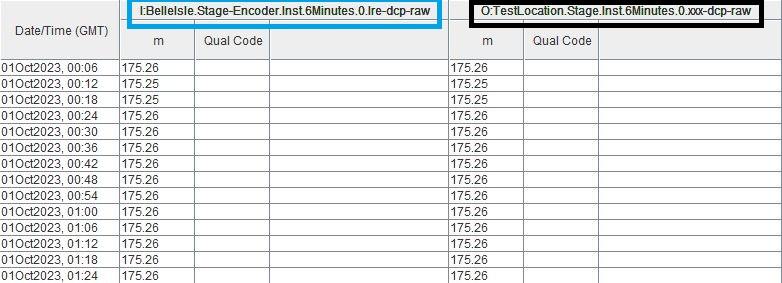 I:BelleIsle.Stage-Encoder.Inst.6Minutes.0.lre-dcp-raw O:TestLocation.Stage.Inst.6Minutes.0.xxx-dcp-raw
Date/Time (GMT) m Qual Code m Qual Code
01Oct2023, 00:06 175.26 175.26
01Oct2023, 00:12 175.25 175.25
01Oct2023, 00:18 175.25 175.25
01Oct2023, 00:24 175.26 175.26
01Oct2023, 00:30 175.26 175.26
01Oct2023, 00:36 175.26 175.26
01Oct2023, 00:42 175.26 175.26
01Oct2023, 00:48 175.26 175.26
01Oct2023, 00:54 175.26 175.26
01Oct2023, 01:00 175.26 175.26
01Oct2023, 01:06 175.26 175.26
01Oct2023, 01:12 175.26 175.26
01Oct2023, 01:18 175.26 175.26
01Oct2023, 01:24 175.26 175.26